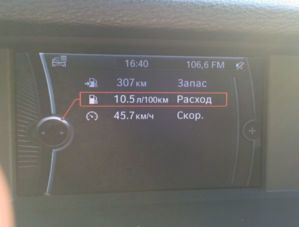 16:40 106,6 FM
307 км Запас
10.5 л/100км Расход
45.7 км/ч Скор.